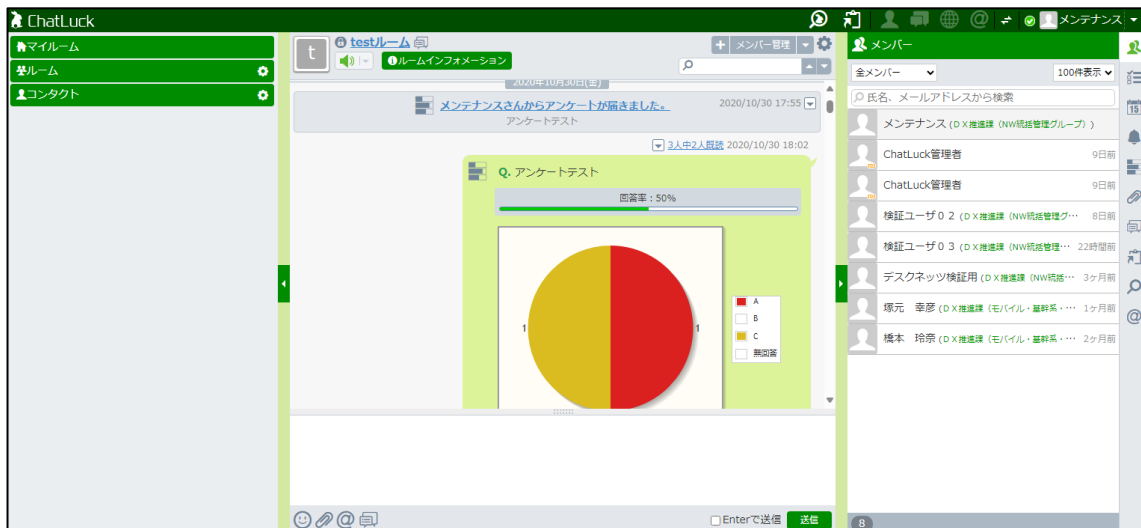 ChatLuck
メンテナンス
マイルーム
ルーム
コンタクト
t
testルーム
メンバー管理
ルームインフォメーション
2020年10月30日(金)
メンテナンスさんからアンケートが届きました。 2020/10/30 17:55
アンケートテスト
3人中2人既読 2020/10/30 18:02
Q. アンケートテスト
回答率：50%
1
1
A
B
C
無回答
Enterで送信 送信
メンバー
全メンバー 100件表示
氏名、メールアドレスから検索
メンテナンス (ＤＸ推進課（NW統括管理グループ）)
ChatLuck管理者 9日前
ChatLuck管理者 9日前
検証ユーザ０２ (ＤＸ推進課（NW統括管理グ… 8日前
検証ユーザ０３ (ＤＸ推進課（NW統括管理… 22時間前
デスクネッツ検証用 (ＤＸ推進課（NW統括… 3ヶ月前
塚元　幸彦 (ＤＸ推進課（モバイル・基幹系・… 1ヶ月前
橋本　玲奈 (ＤＸ推進課（モバイル・基幹系・… 2ヶ月前
8
15